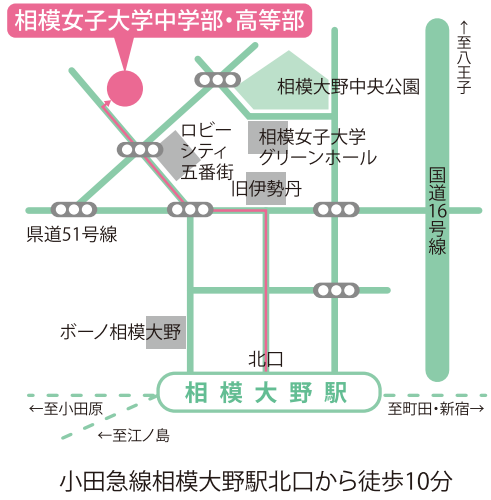 相模女子大学中学部・高等部
←至八王子
相模大野中央公園
ロビー
シティ
五番街
相模女子大学
グリーンホール
旧伊勢丹
国道16号線
県道51号線
ボーノ相模大野
北口
相模大野駅
←至小田原
至町田・新宿→
←至江ノ島
小田急線相模大野駅北口から徒歩10分